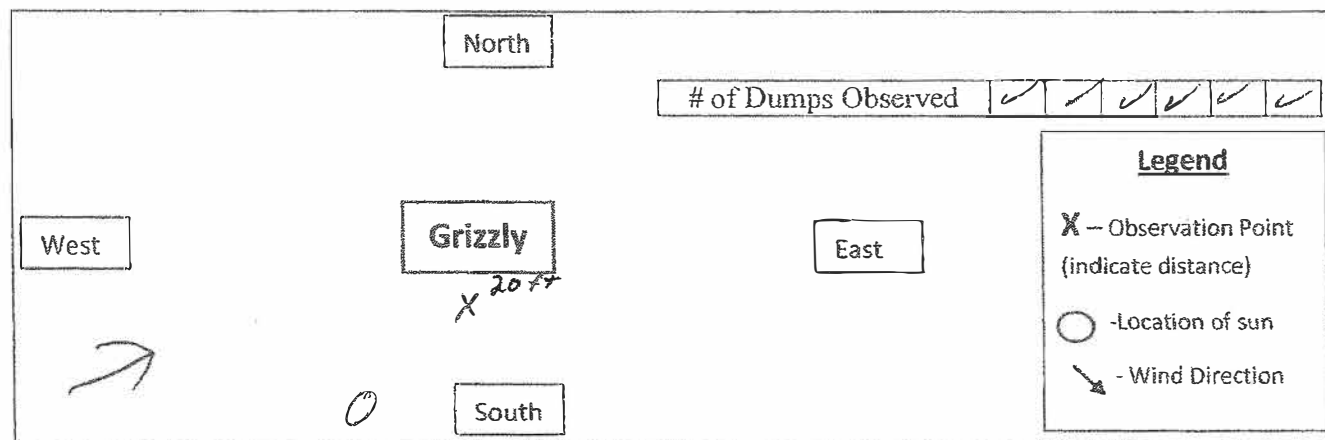 North
# of Dumps Observed ✓ ✓ ✓ ✓ ✓ ✓
Legend
X – Observation Point
(indicate distance)
-Location of sun
- Wind Direction
West
Grizzly
East
X 20 ft
South